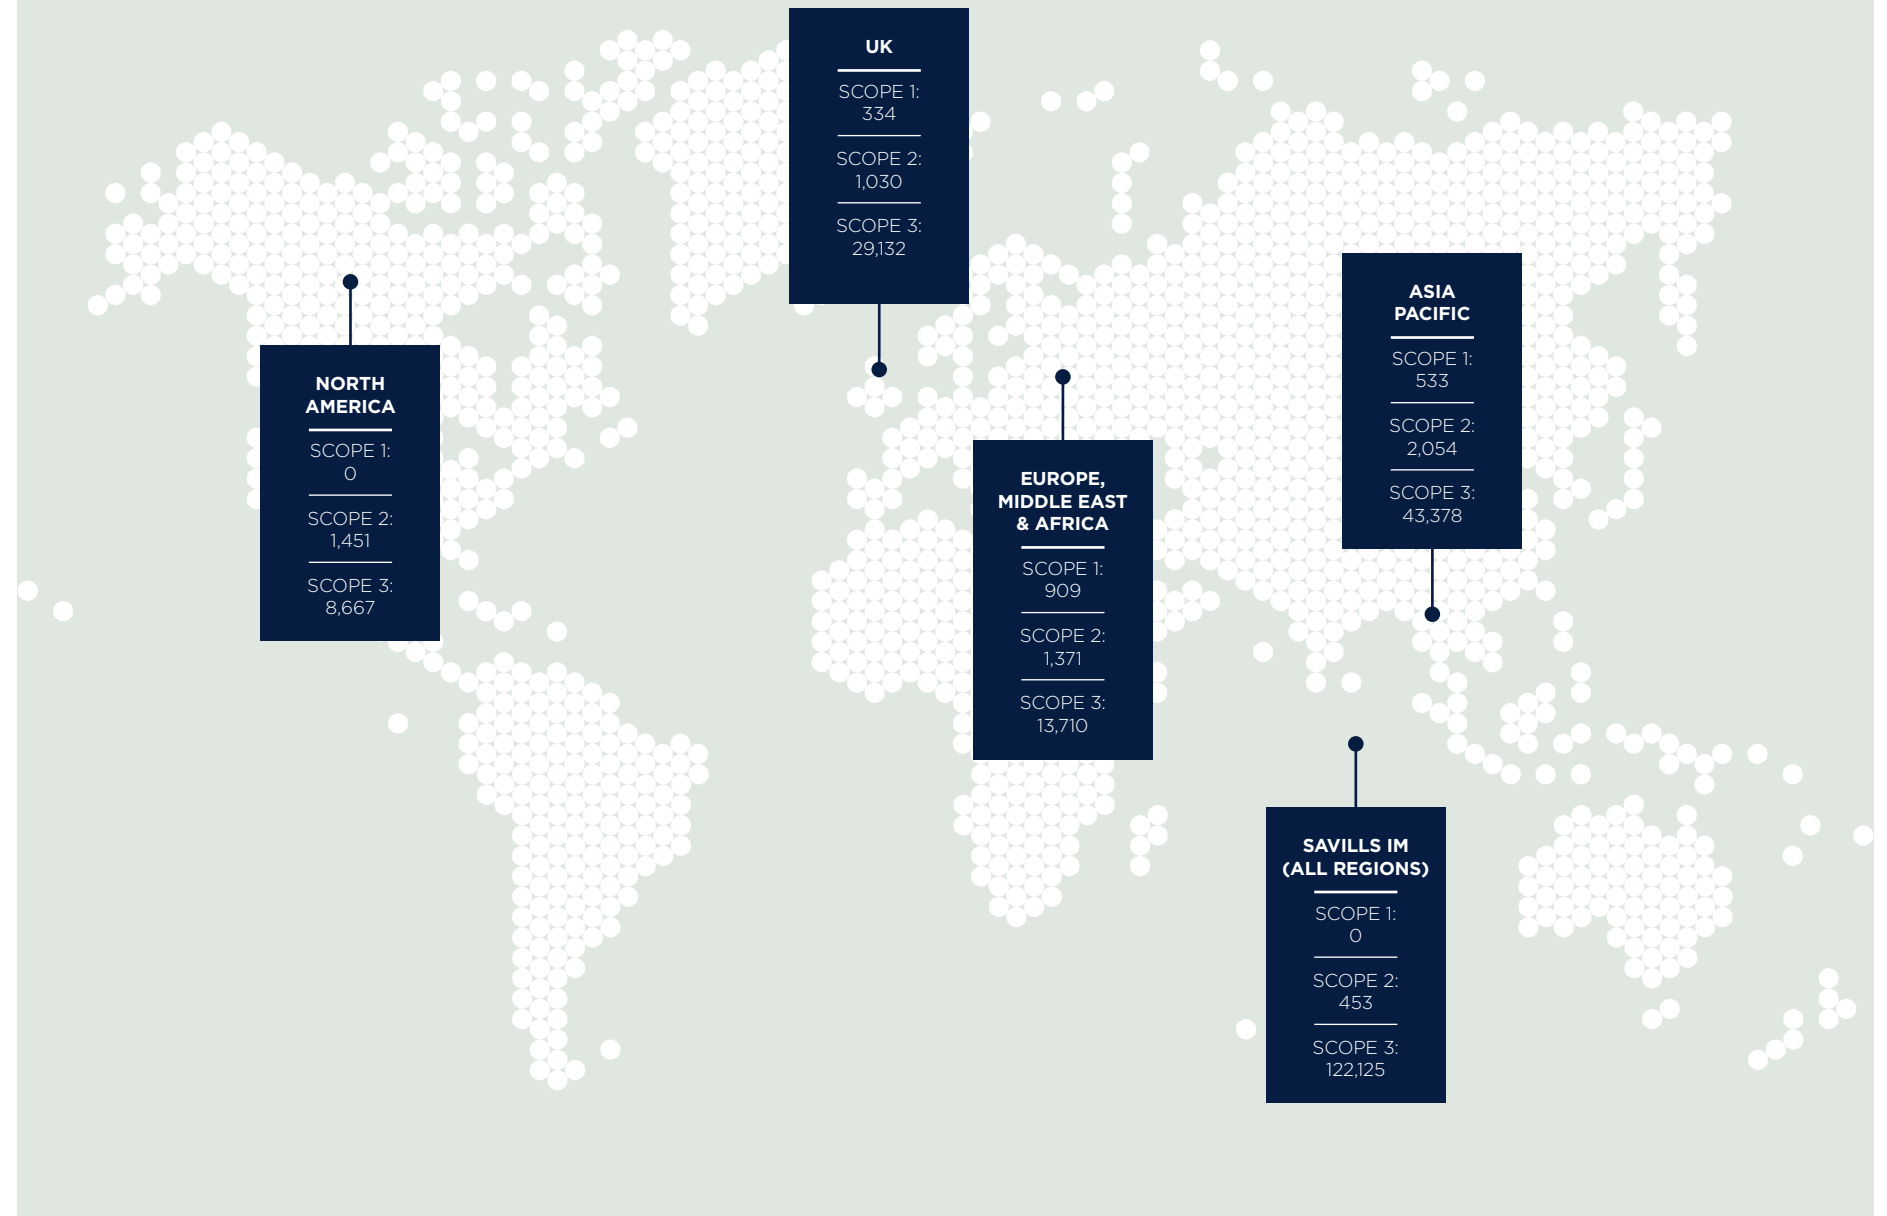 UK
SCOPE 1:
334
SCOPE 2:
1,030
SCOPE 3:
29,132
NORTH
AMERICA
SCOPE 1:
0
SCOPE 2:
1,451
SCOPE 3:
8,667
EUROPE,
MIDDLE EAST
& AFRICA
SCOPE 1:
909
SCOPE 2:
1,371
SCOPE 3:
13,710
ASIA
PACIFIC
SCOPE 1:
533
SCOPE 2:
2,054
SCOPE 3:
43,378
SAVILLS IM
(ALL REGIONS)
SCOPE 1:
0
SCOPE 2:
453
SCOPE 3:
122,125